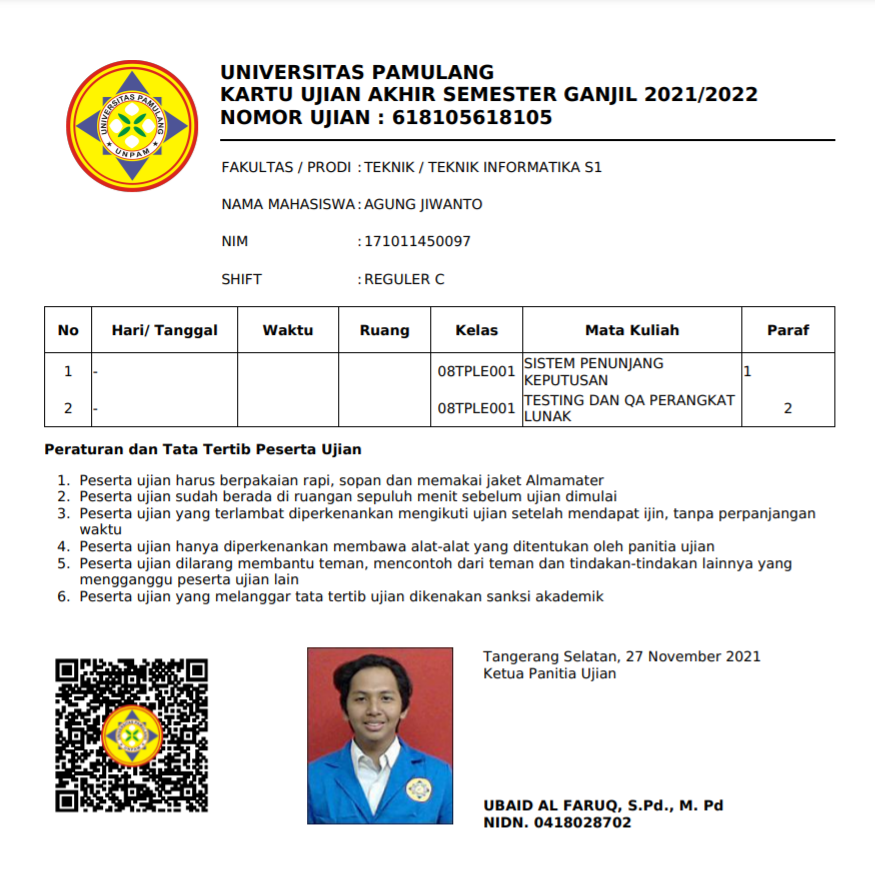 UNIVERSITAS PAMULANG
KARTU UJIAN AKHIR SEMESTER GANJIL 2021/2022
NOMOR UJIAN : 618105618105
UNIVERSITAS PAMULANG
UNPAM
FAKULTAS / PRODI : TEKNIK / TEKNIK INFORMATIKA S1
NAMA MAHASISWA : AGUNG JIWANTO
NIM : 171011450097
SHIFT : REGULER C
No Hari/ Tanggal Waktu Ruang Kelas Mata Kuliah Paraf
1 - 08TPLE001 SISTEM PENUNJANG KEPUTUSAN 1
2 - 08TPLE001 TESTING DAN QA PERANGKAT LUNAK 2
Peraturan dan Tata Tertib Peserta Ujian
1. Peserta ujian harus berpakaian rapi, sopan dan memakai jaket Almamater
2. Peserta ujian sudah berada di ruangan sepuluh menit sebelum ujian dimulai
3. Peserta ujian yang terlambat diperkenankan mengikuti ujian setelah mendapat ijin, tanpa perpanjangan
waktu
4. Peserta ujian hanya diperkenankan membawa alat-alat yang ditentukan oleh panitia ujian
5. Peserta ujian dilarang membantu teman, mencontoh dari teman dan tindakan-tindakan lainnya yang
mengganggu peserta ujian lain
6. Peserta ujian yang melanggar tata tertib ujian dikenakan sanksi akademik
Tangerang Selatan, 27 November 2021
Ketua Panitia Ujian
UBAID AL FARUQ, S.Pd., M. Pd
NIDN. 0418028702